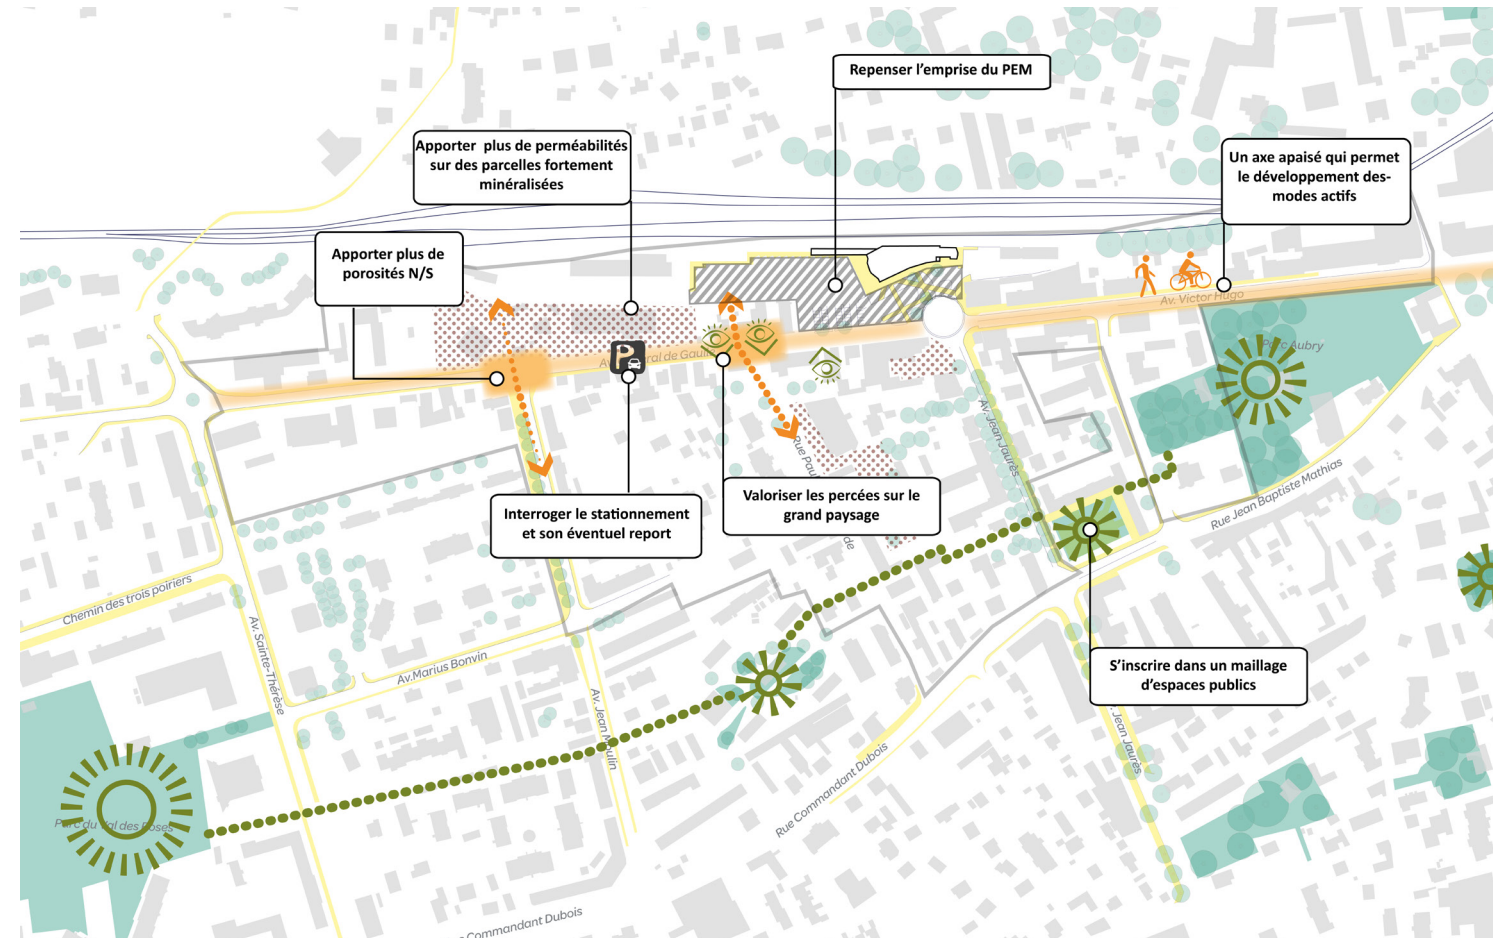 Repenser l'emprise du PEM
Apporter plus de perméabilités
sur des parcelles fortement
minéralisées
Un axe apaisé qui permet
le développement des-
modes actifs
Apporter plus de
porosités N/S
Av. Victor Hugo
Parc Aubry
P
Av. Jean Jaurès
Rue Jean Baptiste Mathias
Interroger le stationnement
et son éventuel report
Valoriser les percées sur le
grand paysage
Chemin des trois poiriers
Av. Sainte-Thérèse
Av.Marius Bonvin
Av. Jean Moulin
S'inscrire dans un maillage
d'espaces publics
Jean Jaurès
Rue Commandant Dubois
Parc du Val des Roses
Commandant Dubois